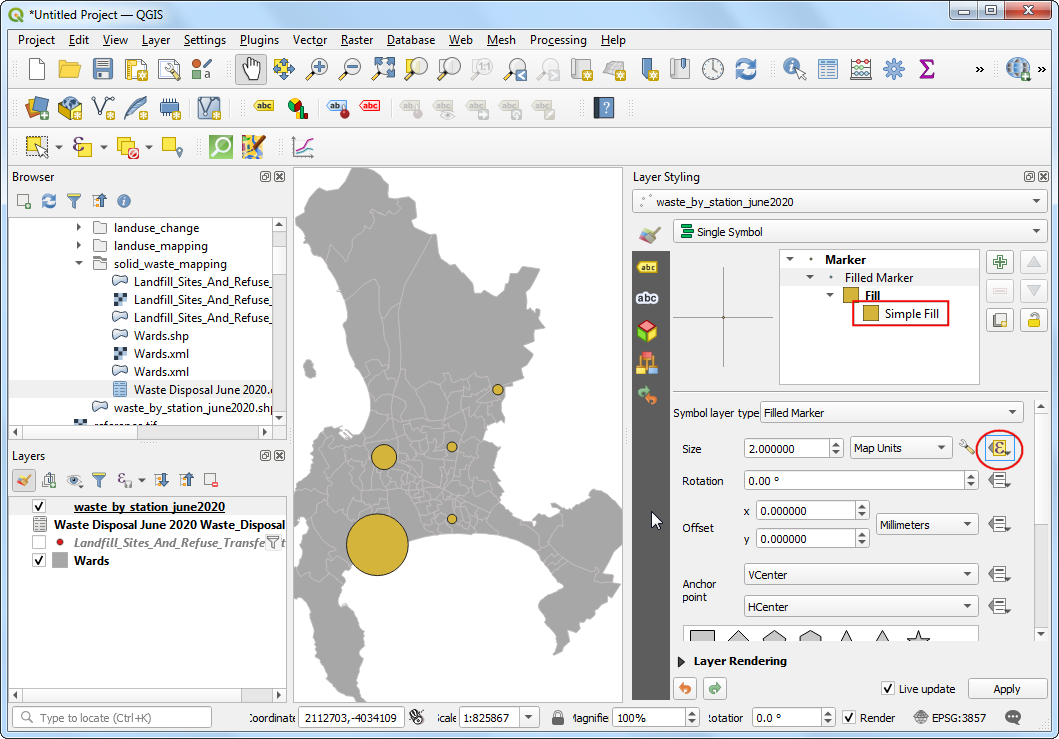 *Untitled Project — QGIS
Project Edit View Layer Settings Plugins Vector Raster Database Web Mesh Processing Help
Browser
landuse_change
landuse_mapping
solid_waste_mapping
Landfill_Sites_And_Refuse_
Landfill_Sites_And_Refuse_
Landfill_Sites_And_Refuse_
Wards.shp
Wards.xml
Wards.xml
Waste Disposal June 2020.
waste_by_station_june2020.shp
reference.tif
Layers
waste_by_station_june2020
Waste Disposal June 2020 Waste_Disposal
Landfill_Sites_And_Refuse_Transfe
Wards
Layer Styling
waste_by_station_june2020
Single Symbol
Marker
Filled Marker
Fill
Simple Fill
Symbol layer type Filled Marker
Size 2.000000 Map Units
Rotation 0.00 °
Offset x 0.000000 Millimeters
y 0.000000
Anchor point VCenter
HCenter
Layer Rendering
Live update Apply
Type to locate (Ctrl+K) Coordinate 2112703,-4034109 Scale 1:825867 Magnifie 100% Rotation 0.0 ° Render EPSG:3857